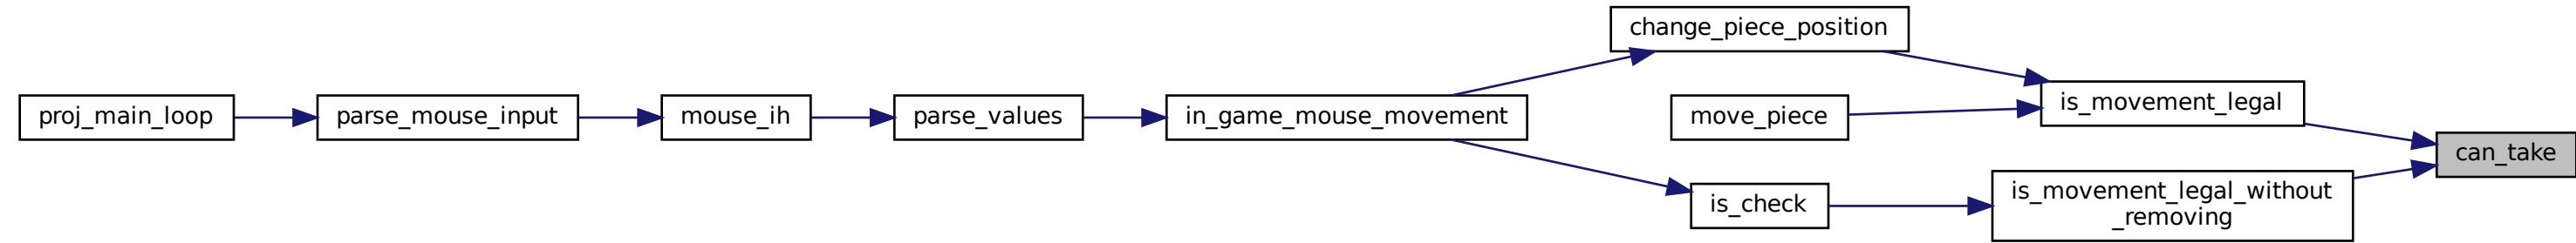 proj_main_loop
parse_mouse_input
mouse_ih
parse_values
in_game_mouse_movement
change_piece_position
move_piece
is_check
is_movement_legal
is_movement_legal_without
_removing
can_take